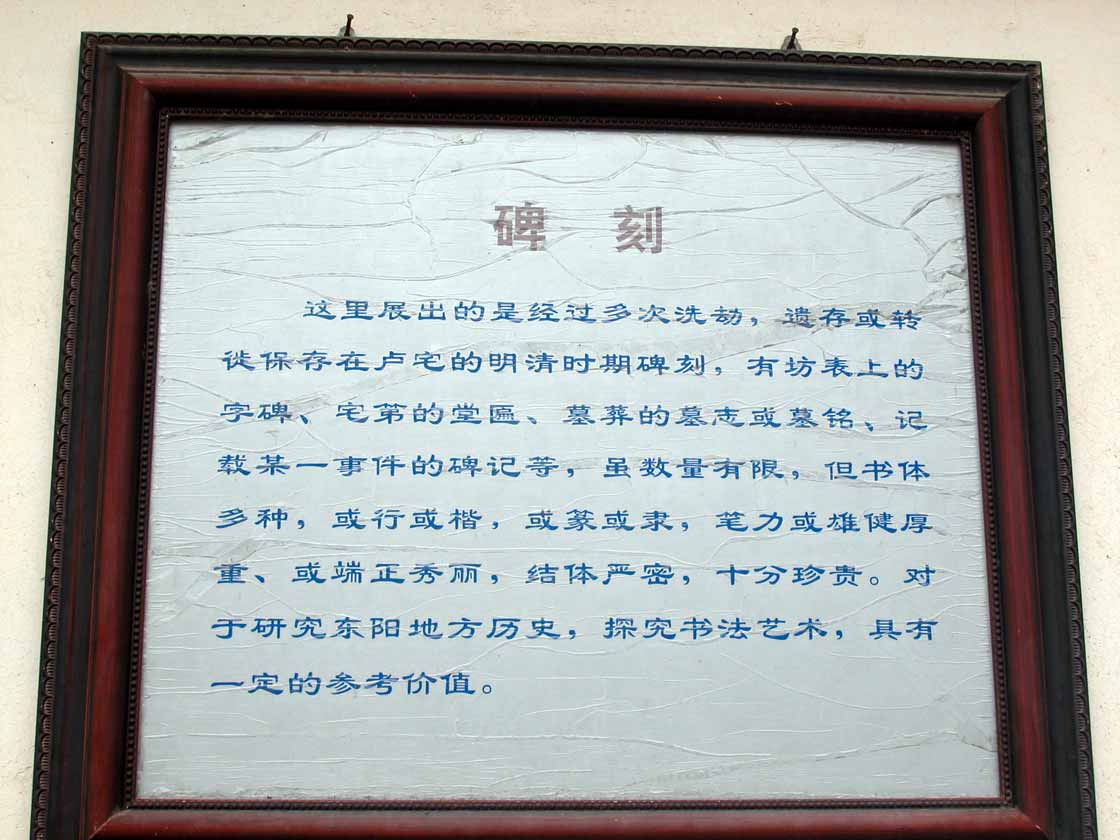 碑刻
这里展出的是经过多次洗劫，遗存或转
徙保存在卢宅的明清时期碑刻，有坊表上的
字碑、宅第的堂匾、墓葬的墓志或墓铭、记
载某一事件的碑记等，虽数量有限，但书体
多种，或行或楷，或篆或隶，笔力或雄健厚
重、或端正秀丽，结体严密，十分珍贵。对
于研究东阳地方历史，探究书法艺术，具有
一定的参考价值。